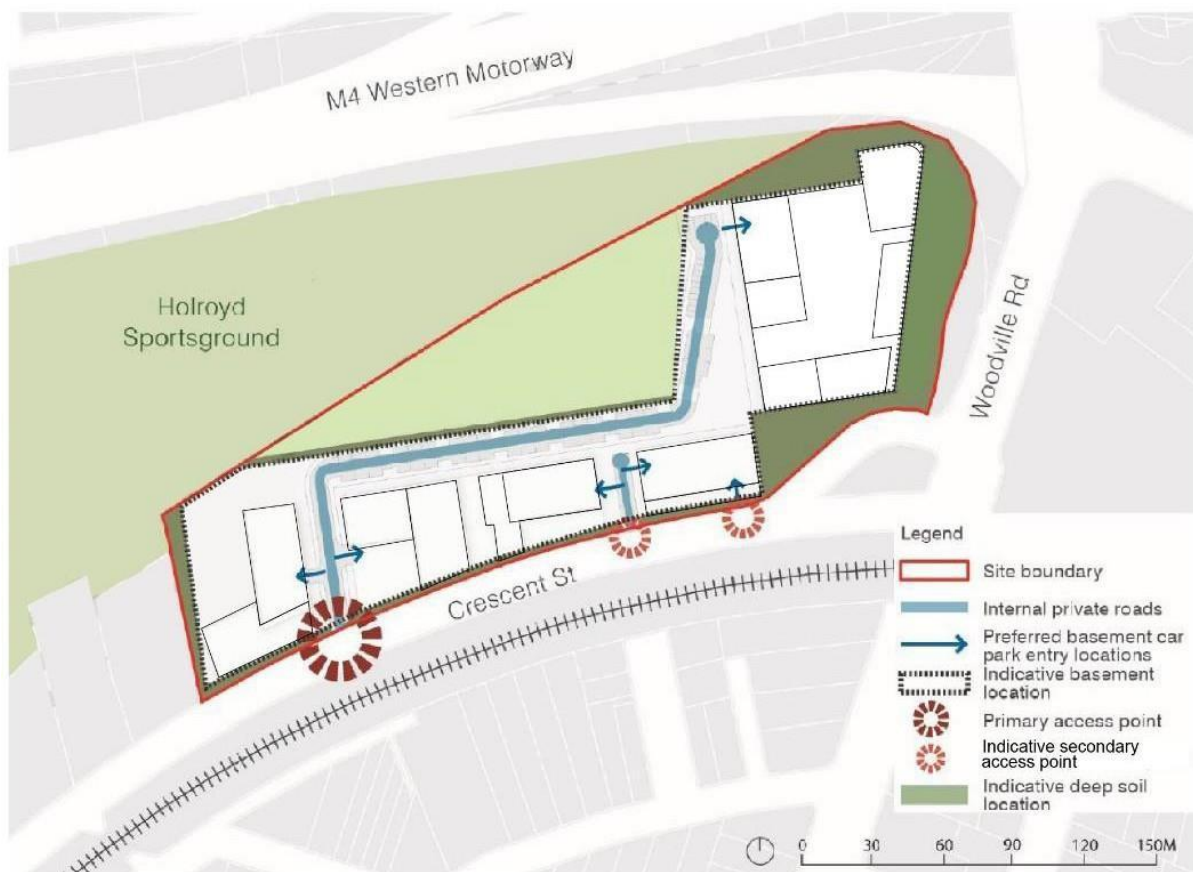 M4 Western Motorway
Holroyd
Sportsground
Woodville Rd
Crescent St
Legend
Site boundary
Internal private roads
Preferred basement car
park entry locations
Indicative basement
location
Primary access point
Indicative secondary
access point
Indicative deep soil
location
0 30 60 90 120 150M